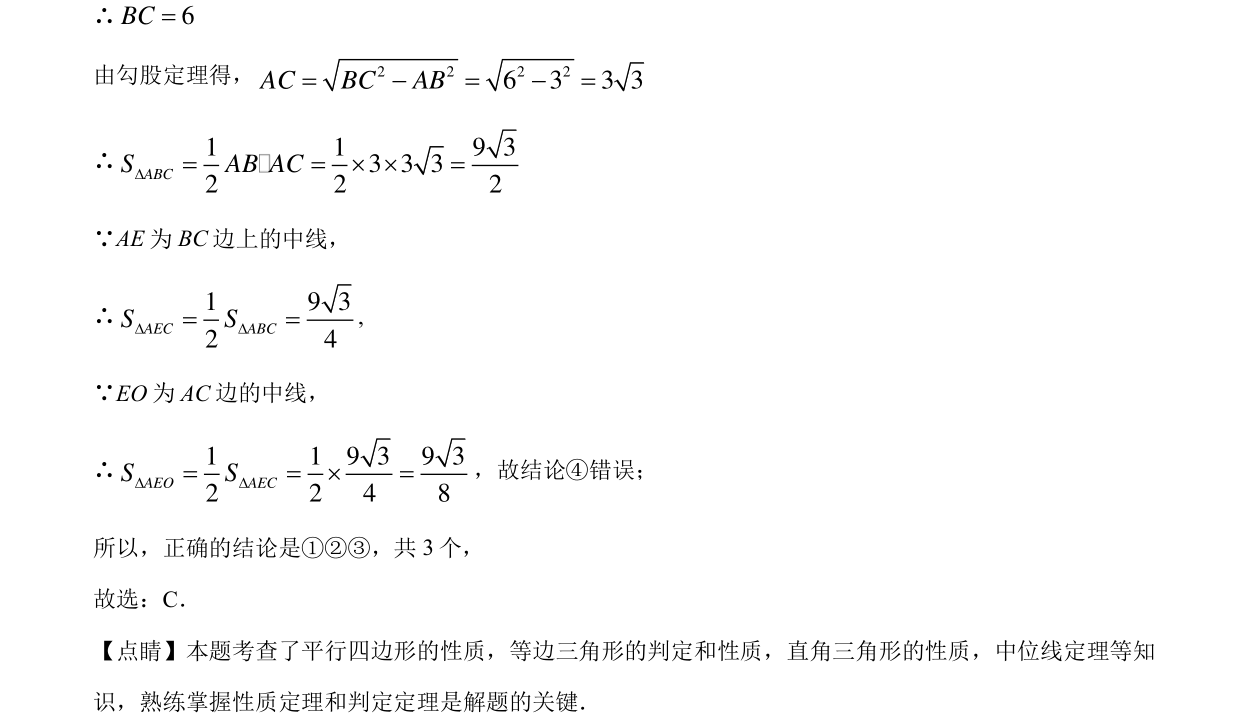 ∴ BC = 6
由勾股定理得， AC = √(BC² − AB²) = √(6² − 3²) = 3√3
∴ S△ABC = 1/2 AB□AC = 1/2 × 3 × 3√3 = 9√3/2
∵AE 为 BC 边上的中线，
∴ S△AEC = 1/2 S△ABC = 9√3/4 ,
∵EO 为 AC 边的中线，
∴ S△AEO = 1/2 S△AEC = 1/2 × 9√3/4 = 9√3/8 ，故结论④错误；
所以，正确的结论是①②③，共 3 个，
故选：C．
【点睛】本题考查了平行四边形的性质，等边三角形的判定和性质，直角三角形的性质，中位线定理等知
识，熟练掌握性质定理和判定定理是解题的关键．